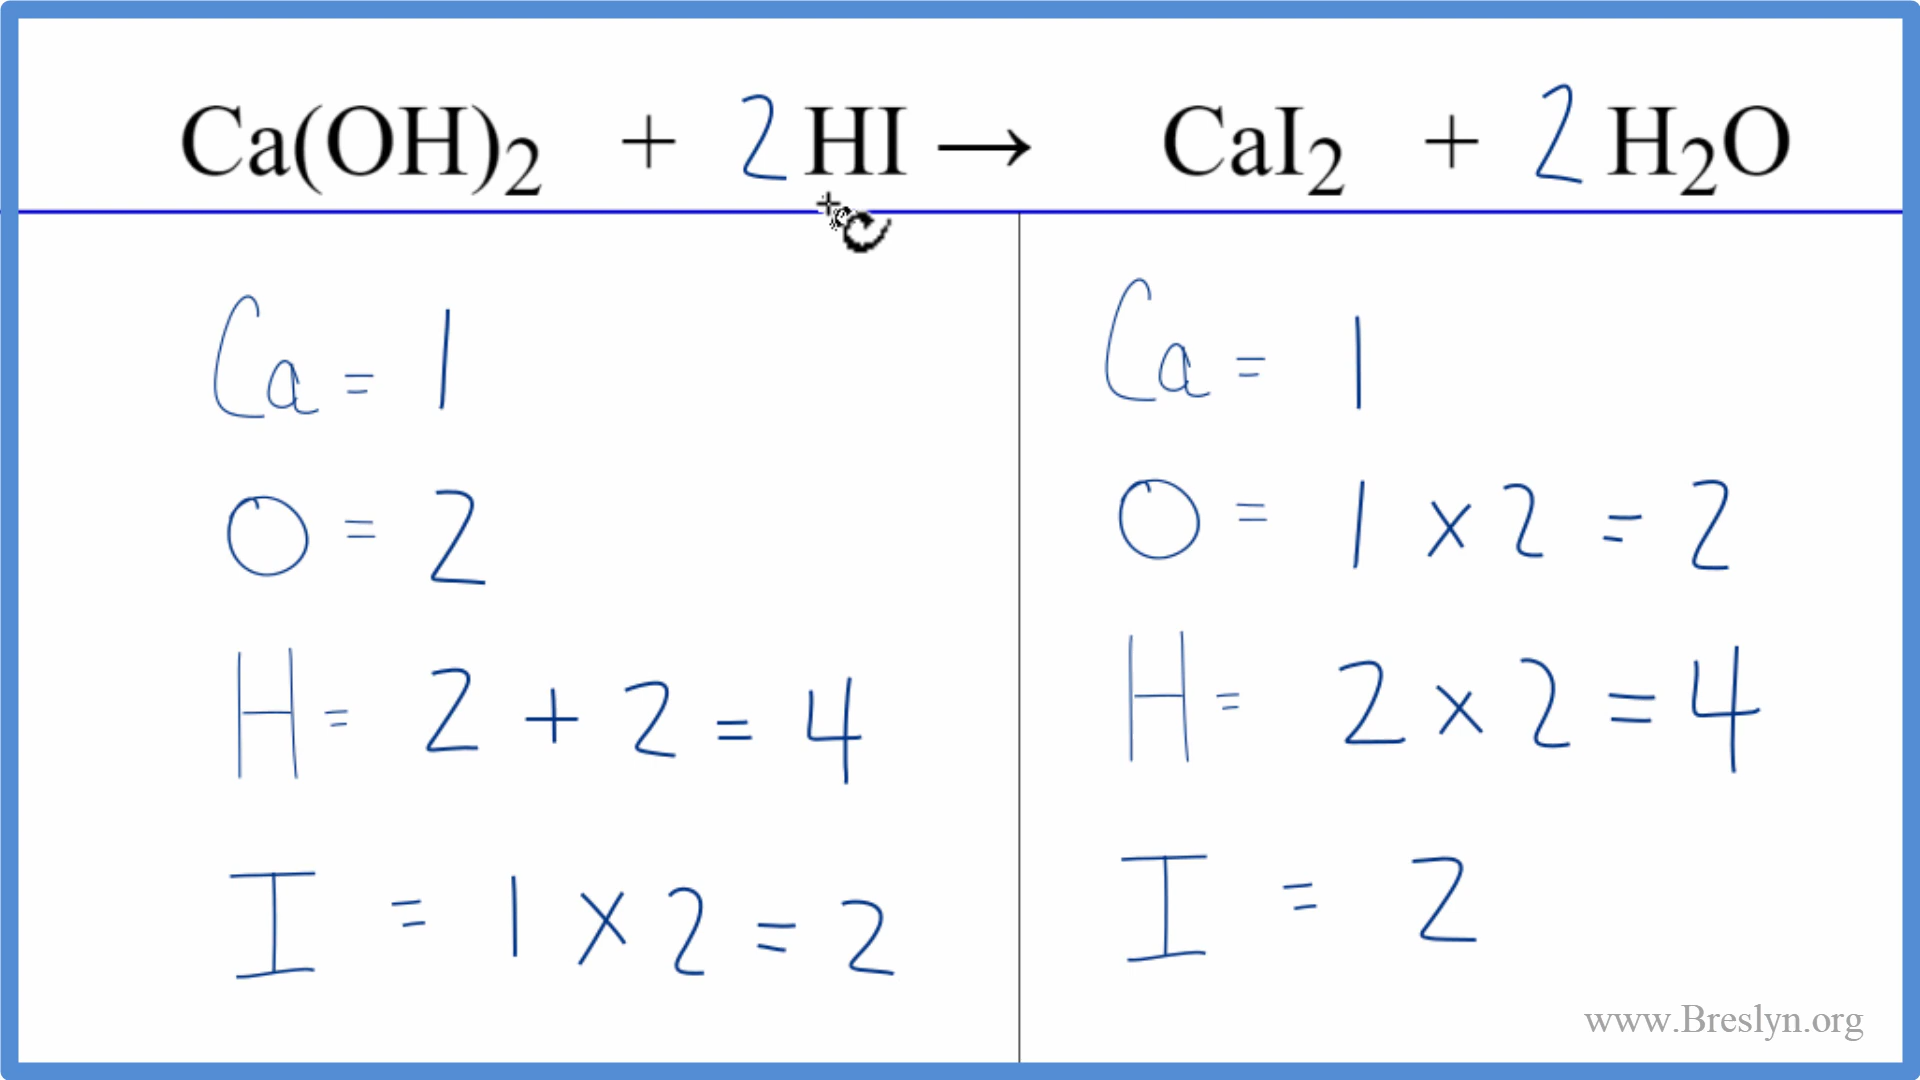 Ca(OH)₂ + 2 HI → CaI₂ + 2 H₂O
Ca = 1
O = 2
H = 2 + 2 = 4
I = 1 x 2 = 2
Ca = 1
O = 1 x 2 = 2
H = 2 x 2 = 4
I = 2
www.Breslyn.org